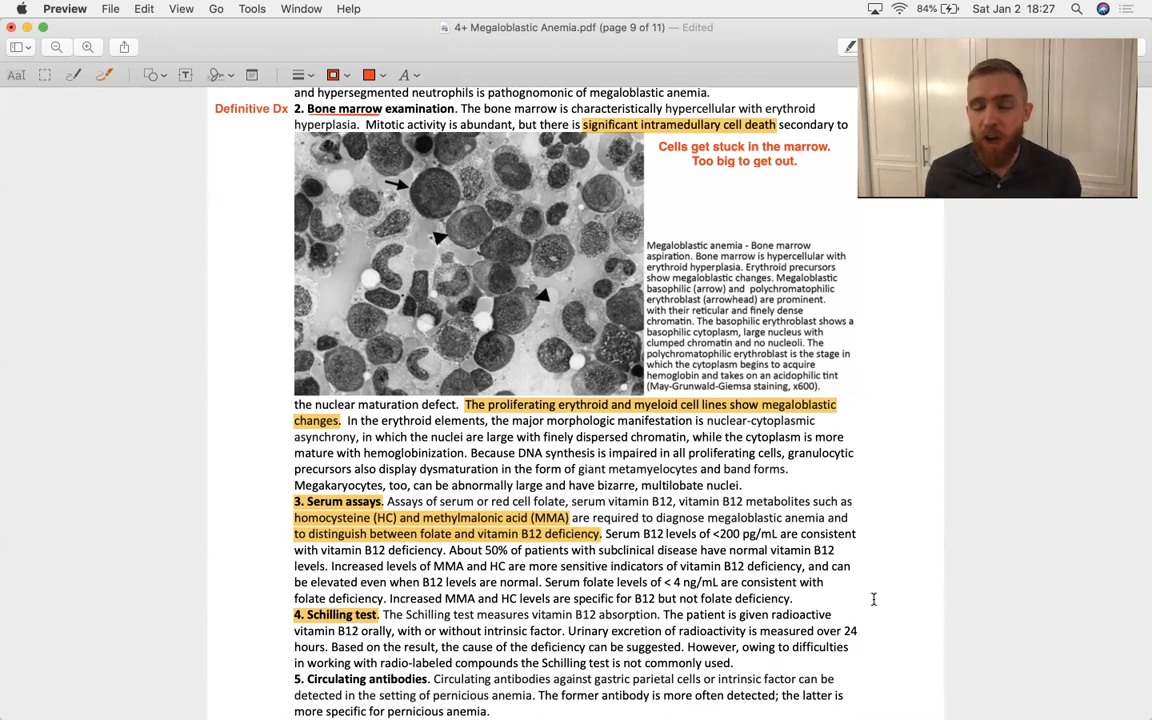 Preview File Edit View Go Tools Window Help 84% Sat Jan 2 18:27
4+ Megaloblastic Anemia.pdf (page 9 of 11) — Edited
AaI T A
and hypersegmented neutrophils is pathognomonic of megaloblastic anemia.
Definitive Dx 2. Bone marrow examination. The bone marrow is characteristically hypercellular with erythroid
hyperplasia. Mitotic activity is abundant, but there is significant intramedullary cell death secondary to
Cells get stuck in the marrow.
Too big to get out.
Megaloblastic anemia - Bone marrow
aspiration. Bone marrow is hypercellular with
erythroid hyperplasia. Erythroid precursors
show megaloblastic changes. Megaloblastic
basophilic (arrow) and polychromatophilic
erythroblast (arrowhead) are prominent.
with their reticular and finely dense
chromatin. The basophilic erythroblast shows a
basophilic cytoplasm, large nucleus with
clumped chromatin and no nucleoli. The
polychromatophilic erythroblast is the stage in
which the cytoplasm begins to acquire
hemoglobin and takes on an acidophilic tint
(May-Grunwald-Giemsa staining, x600).
the nuclear maturation defect. The proliferating erythroid and myeloid cell lines show megaloblastic
changes. In the erythroid elements, the major morphologic manifestation is nuclear-cytoplasmic
asynchrony, in which the nuclei are large with finely dispersed chromatin, while the cytoplasm is more
mature with hemoglobinization. Because DNA synthesis is impaired in all proliferating cells, granulocytic
precursors also display dysmaturation in the form of giant metamyelocytes and band forms.
Megakaryocytes, too, can be abnormally large and have bizarre, multilobate nuclei.
3. Serum assays. Assays of serum or red cell folate, serum vitamin B12, vitamin B12 metabolites such as
homocysteine (HC) and methylmalonic acid (MMA) are required to diagnose megaloblastic anemia and
to distinguish between folate and vitamin B12 deficiency. Serum B12 levels of <200 pg/mL are consistent
with vitamin B12 deficiency. About 50% of patients with subclinical disease have normal vitamin B12
levels. Increased levels of MMA and HC are more sensitive indicators of vitamin B12 deficiency, and can
be elevated even when B12 levels are normal. Serum folate levels of < 4 ng/mL are consistent with
folate deficiency. Increased MMA and HC levels are specific for B12 but not folate deficiency.
4. Schilling test. The Schilling test measures vitamin B12 absorption. The patient is given radioactive
vitamin B12 orally, with or without intrinsic factor. Urinary excretion of radioactivity is measured over 24
hours. Based on the result, the cause of the deficiency can be suggested. However, owing to difficulties
in working with radio-labeled compounds the Schilling test is not commonly used.
5. Circulating antibodies. Circulating antibodies against gastric parietal cells or intrinsic factor can be
detected in the setting of pernicious anemia. The former antibody is more often detected; the latter is
more specific for pernicious anemia.